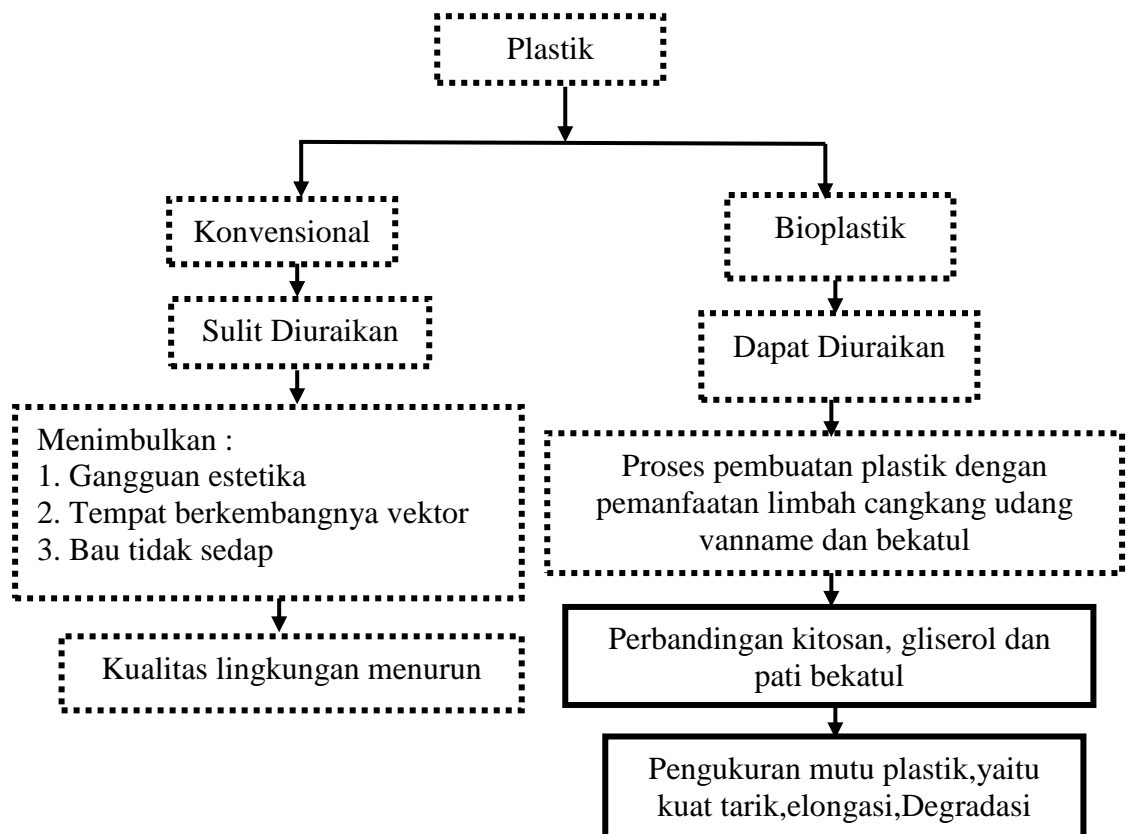 Plastik
Konvensional
Bioplastik
Sulit Diuraikan
Dapat Diuraikan
Menimbulkan :
1. Gangguan estetika
2. Tempat berkembangnya vektor
3. Bau tidak sedap
Proses pembuatan plastik dengan
pemanfaatan limbah cangkang udang
vanname dan bekatul
Kualitas lingkungan menurun
Perbandingan kitosan, gliserol dan
pati bekatul
Pengukuran mutu plastik,yaitu
kuat tarik,elongasi,Degradasi